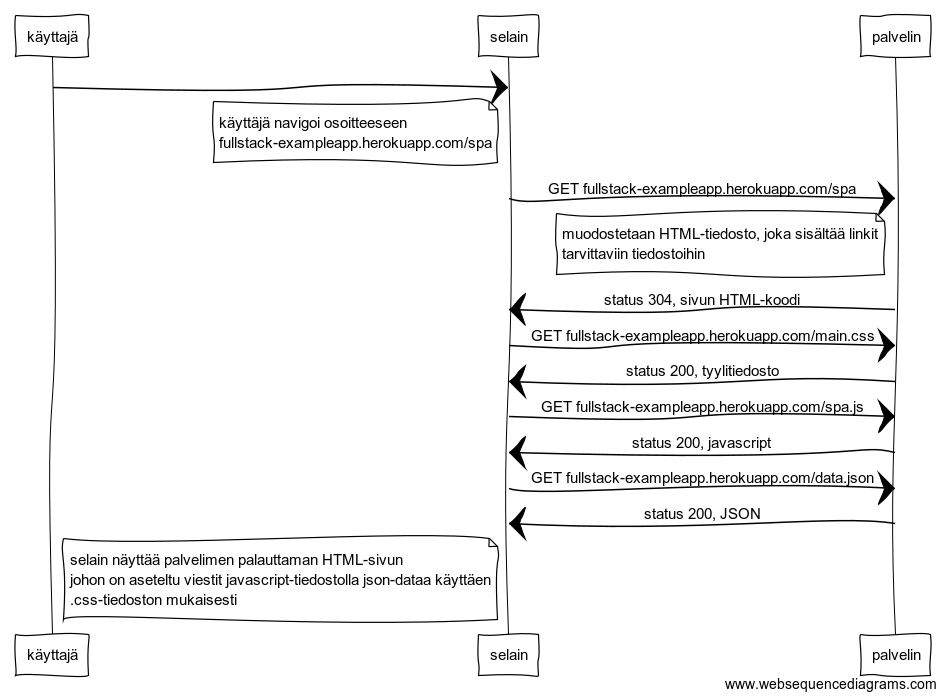 käyttajä
selain
palvelin
käyttäjä navigoi osoitteeseen
fullstack-exampleapp.herokuapp.com/spa
GET fullstack-exampleapp.herokuapp.com/spa
muodostetaan HTML-tiedosto, joka sisältää linkit
tarvittaviin tiedostoihin
status 304, sivun HTML-koodi
GET fullstack-exampleapp.herokuapp.com/main.css
status 200, tyylitiedosto
GET fullstack-exampleapp.herokuapp.com/spa.js
status 200, javascript
GET fullstack-exampleapp.herokuapp.com/data.json
status 200, JSON
selain näyttää palvelimen palauttaman HTML-sivun
johon on aseteltu viestit javascript-tiedostolla json-dataa käyttäen
.css-tiedoston mukaisesti
käyttajä
selain
palvelin
www.websequencediagrams.com